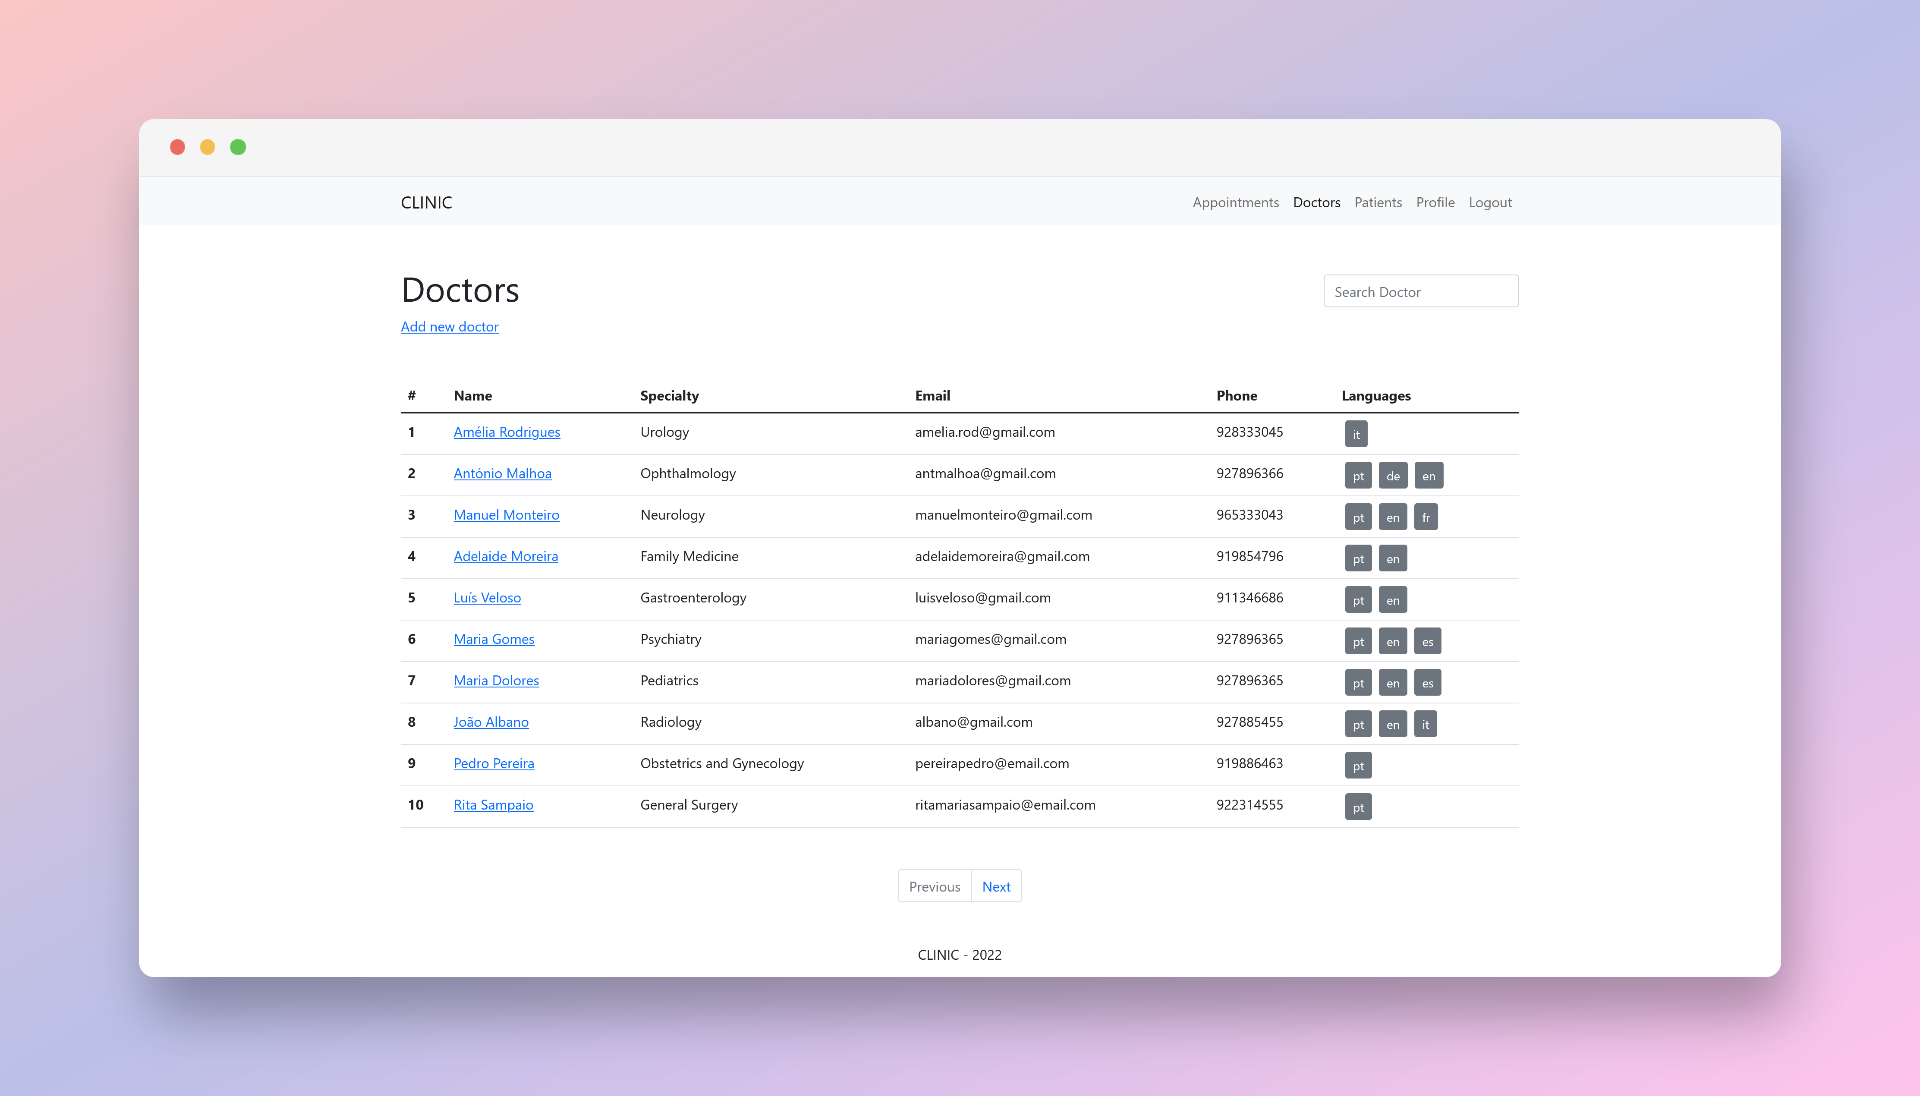 CLINIC Appointments Doctors Patients Profile Logout
Doctors
Search Doctor
Add new doctor
# Name Specialty Email Phone Languages
1 Amélia Rodrigues Urology amelia.rod@gmail.com 928333045 it
2 António Malhoa Ophthalmology antmalhoa@gmail.com 927896366 pt de en
3 Manuel Monteiro Neurology manuelmonteiro@gmail.com 965333043 pt en fr
4 Adelaide Moreira Family Medicine adelaidemoreira@gmail.com 919854796 pt en
5 Luís Veloso Gastroenterology luisveloso@gmail.com 911346686 pt en
6 Maria Gomes Psychiatry mariagomes@gmail.com 927896365 pt en es
7 Maria Dolores Pediatrics mariadolores@gmail.com 927896365 pt en es
8 João Albano Radiology albano@gmail.com 927885455 pt en it
9 Pedro Pereira Obstetrics and Gynecology pereirapedro@email.com 919886463 pt
10 Rita Sampaio General Surgery ritamariasampaio@email.com 922314555 pt
Previous Next
CLINIC - 2022